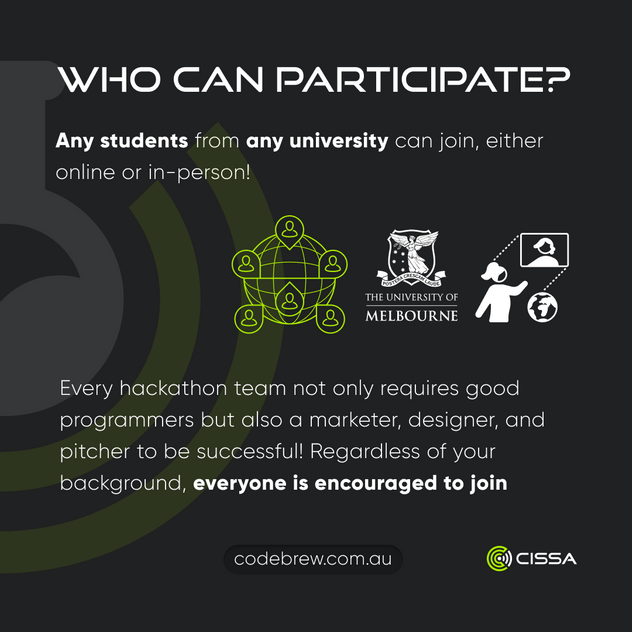 WHO CAN PARTICIPATE?
Any students from any university can join, either
online or in-person!
POSTERA CRESCAM LAUDE
THE UNIVERSITY OF
MELBOURNE
Every hackathon team not only requires good
programmers but also a marketer, designer, and
pitcher to be successful! Regardless of your
background, everyone is encouraged to join
codebrew.com.au
CISSA